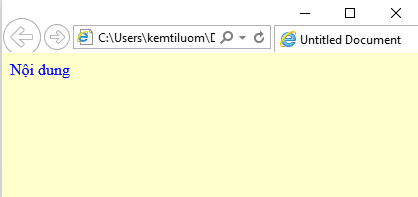 C:\Users\kemtiluom\D
Untitled Document
Nội dung